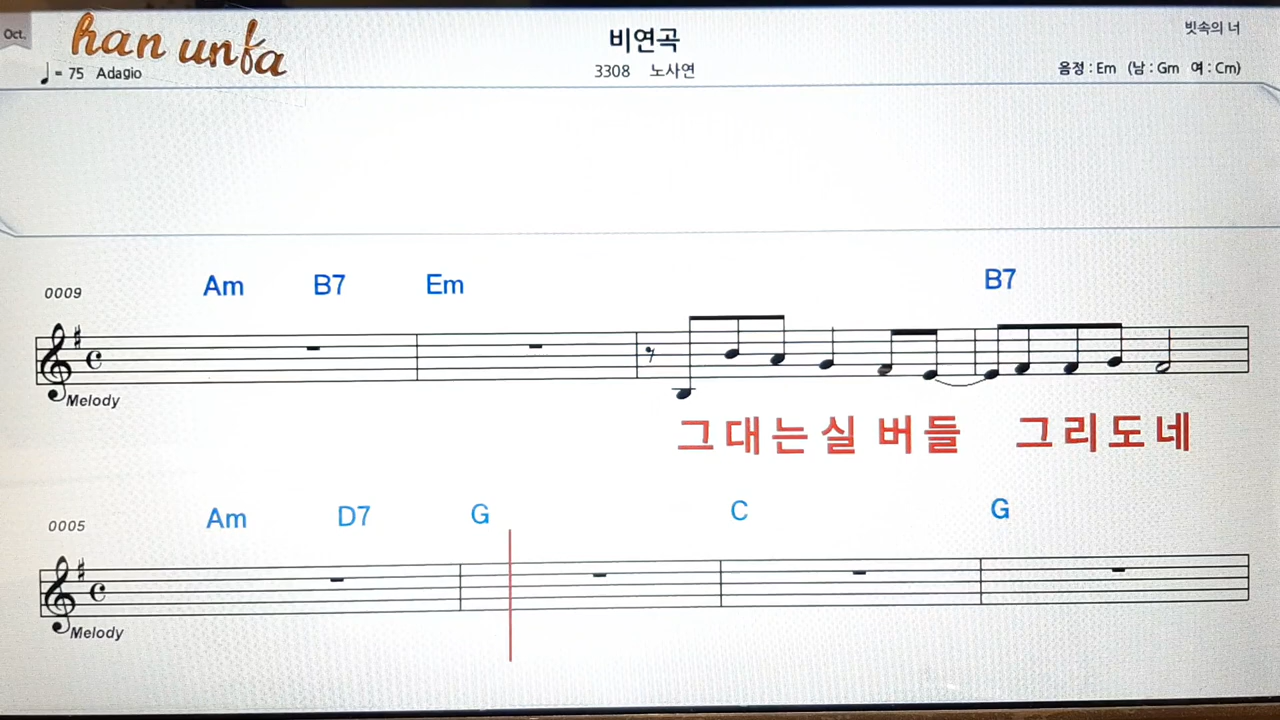 Oct.
han unfa
비연곡
빗속의 너
= 75 Adagio
3308 노사연
음정 : Em (남 : Gm 여 : Cm)
0009 Am B7 Em B7
Melody
그대는실 버들 그리도네
0005 Am D7 G C G
Melody